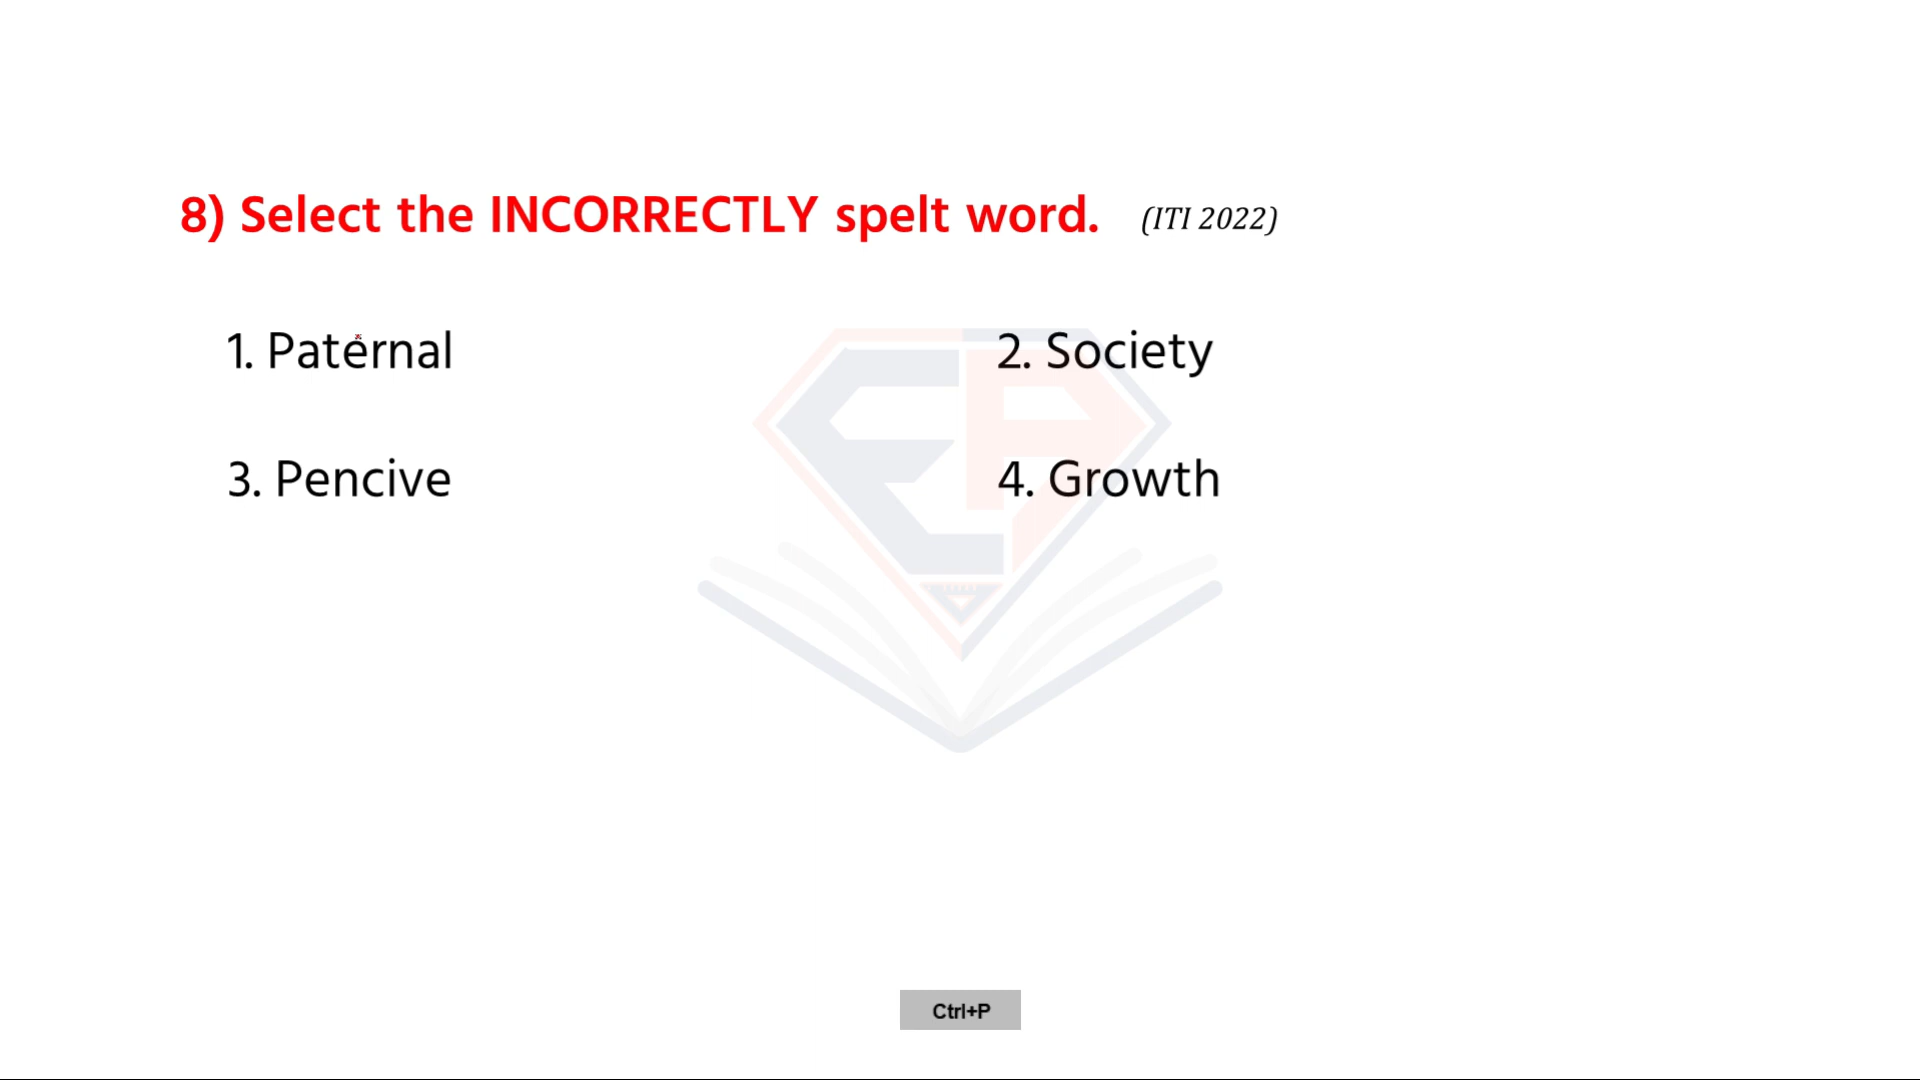 8) Select the INCORRECTLY spelt word. (ITI 2022)
1. Paternal 2. Society
3. Pencive 4. Growth
Ctrl+P